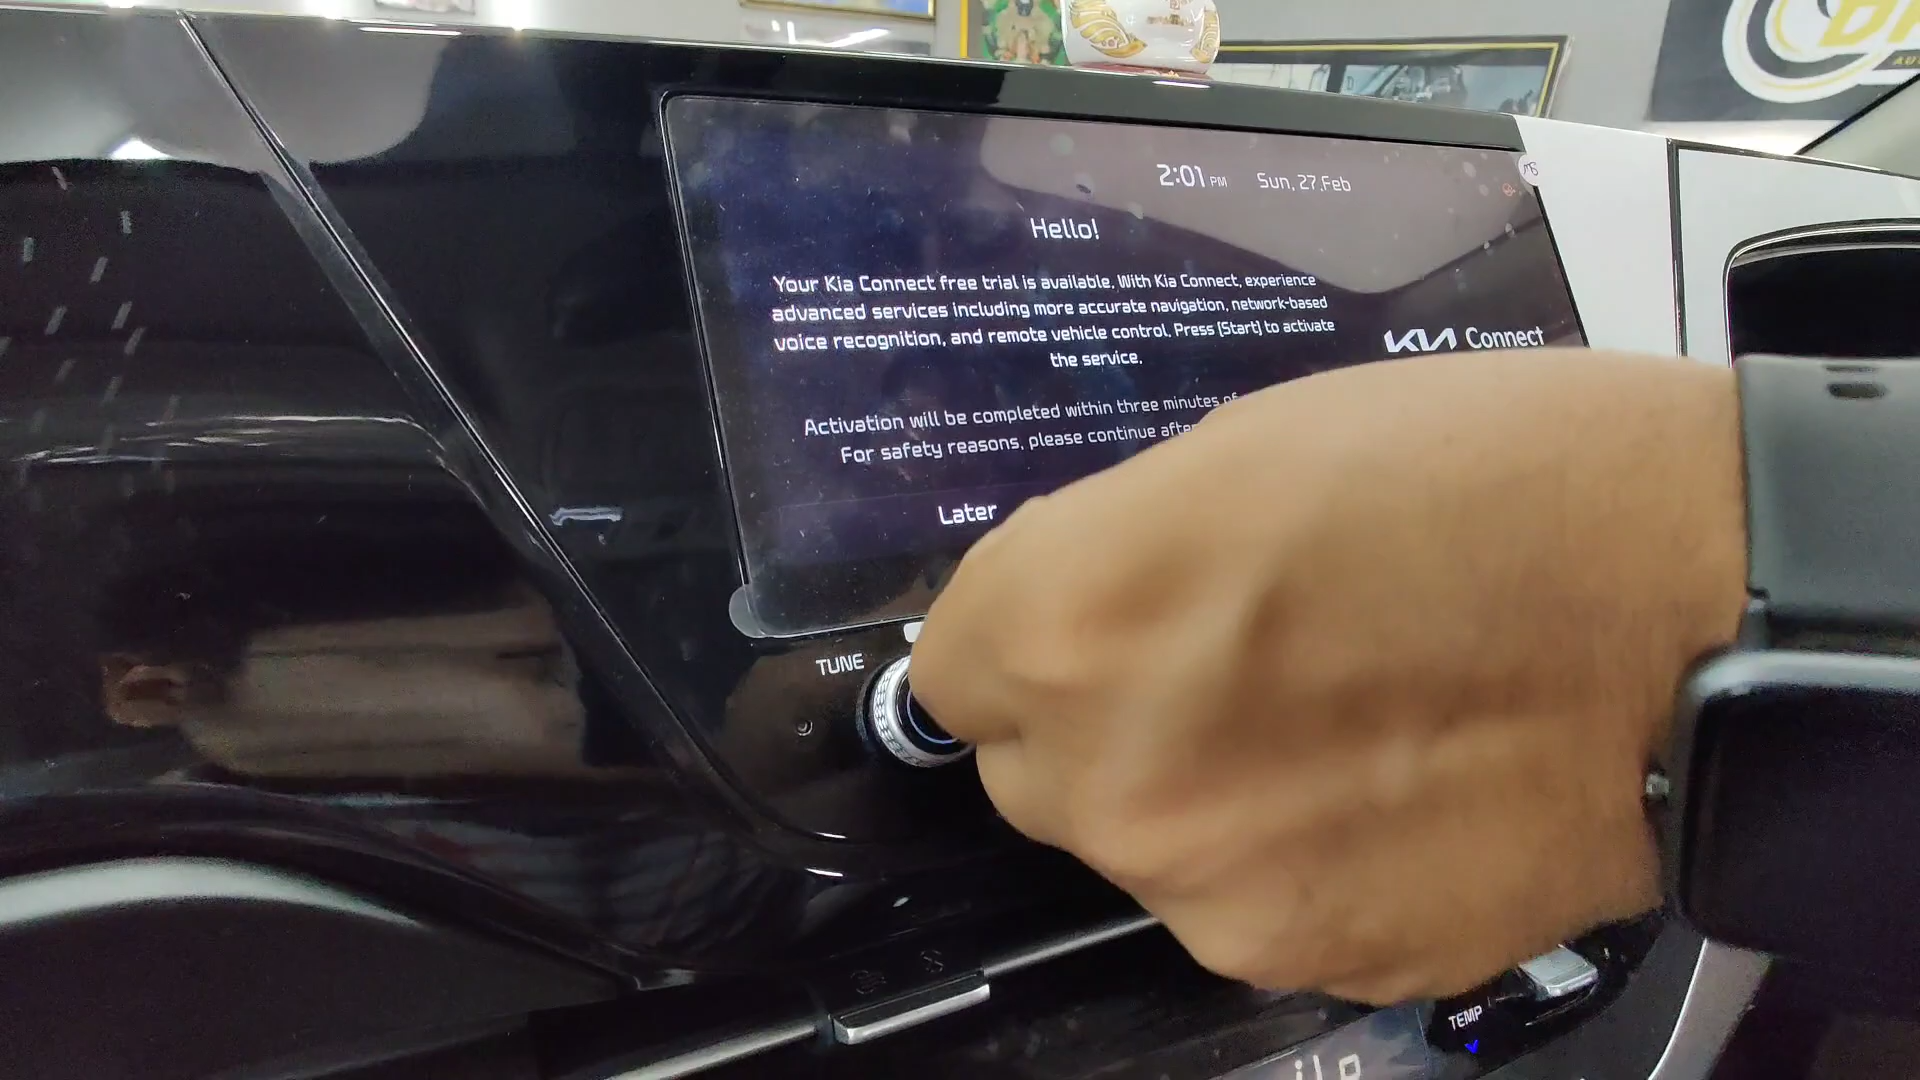 2:01 PM Sun, 27.Feb
Hello!
Your Kia Connect free trial is available. With Kia Connect, experience
advanced services including more accurate navigation, network-based
voice recognition, and remote vehicle control. Press [Start] to activate
the service.
KIA Connect
Activation will be completed within three minutes of
For safety reasons, please continue after
Later
TUNE
TEMP